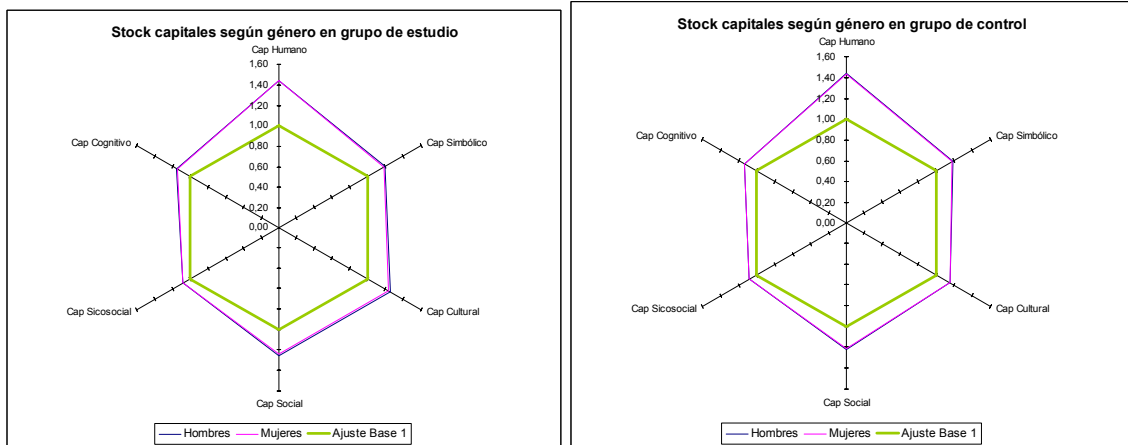 Stock capitales según género en grupo de estudio
Cap Humano
1,60
1,40
1,20
1,00
0,80
0,60
0,40
0,20
0,00
Cap Cognitivo
Cap Simbólico
Cap Sicosocial
Cap Cultural
Cap Social
Hombres Mujeres Ajuste Base 1
Stock capitales según género en grupo de control
Cap Humano
1,60
1,40
1,20
1,00
0,80
0,60
0,40
0,20
0,00
Cap Cognitivo
Cap Simbólico
Cap Sicosocial
Cap Cultural
Cap Social
Hombres Mujeres Ajuste Base 1